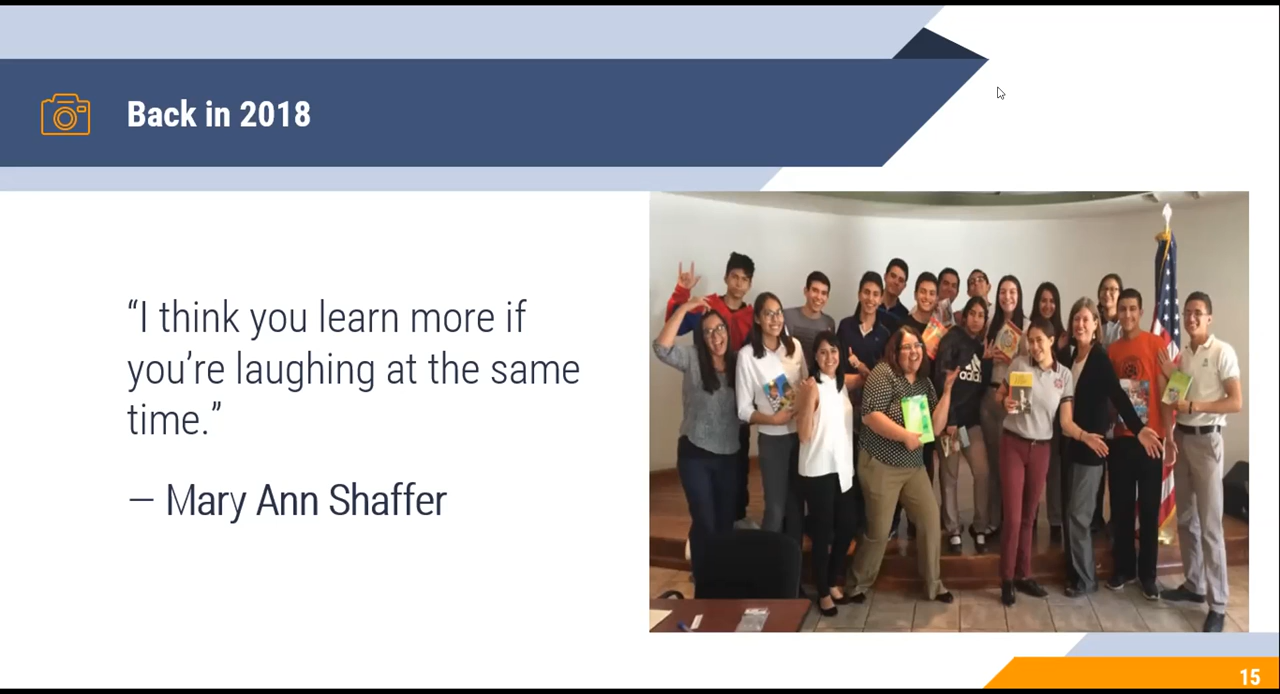 Back in 2018
“I think you learn more if
you’re laughing at the same
time.”
— Mary Ann Shaffer
adidas
15